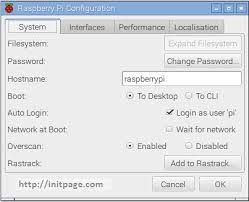 Raspberry Pi Configuration
System Interfaces Performance Localisation
Filesystem: Expand Filesystem
Password: Change Password...
Hostname: raspberrypi
Boot: To Desktop To CLI
Auto Login: Login as user 'pi'
Network at Boot: Wait for network
Overscan: Enabled Disabled
Rastrack: Add to Rastrack...
http://initpage.com Cancel OK